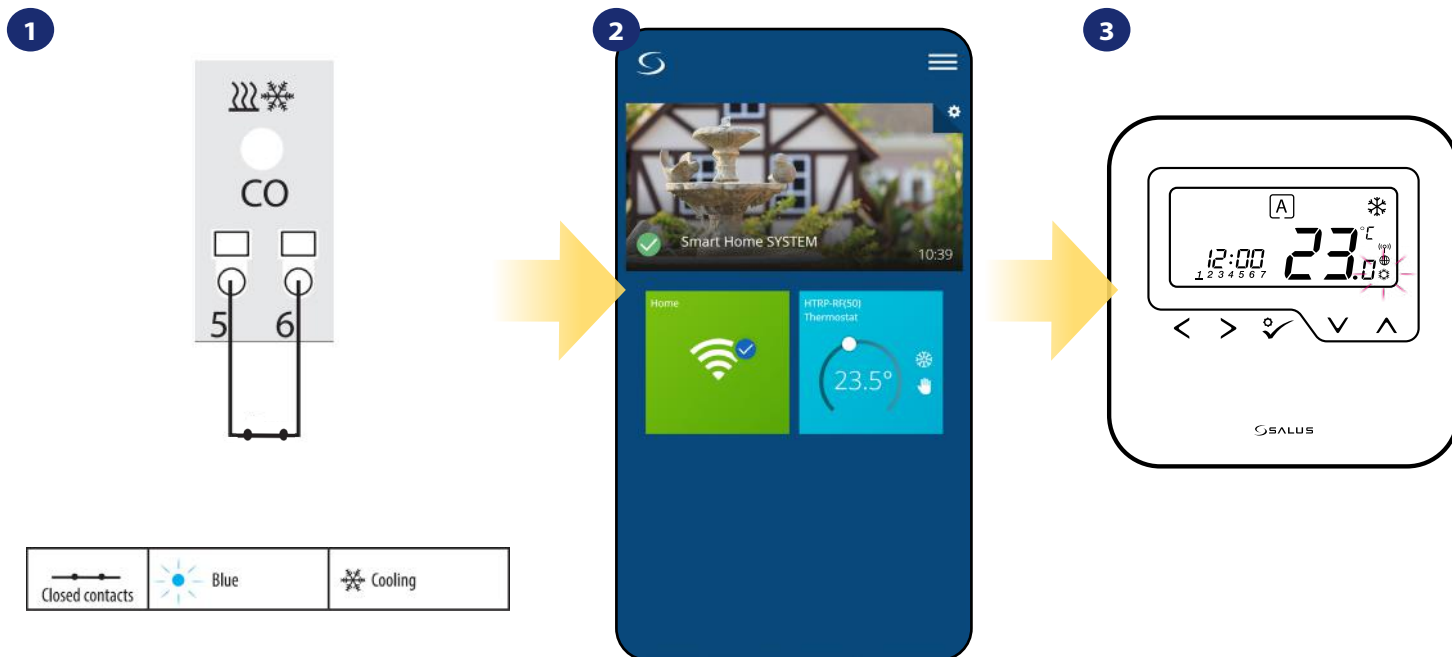 1
CO
5 6
Closed contacts
Blue
Cooling
2
Smart Home SYSTEM
10:39
Home
HTRP-RF(50)
Thermostat
23.5°
3
A
12:00
1 2 3 4 5 6 7
23.0
°C
SALUS